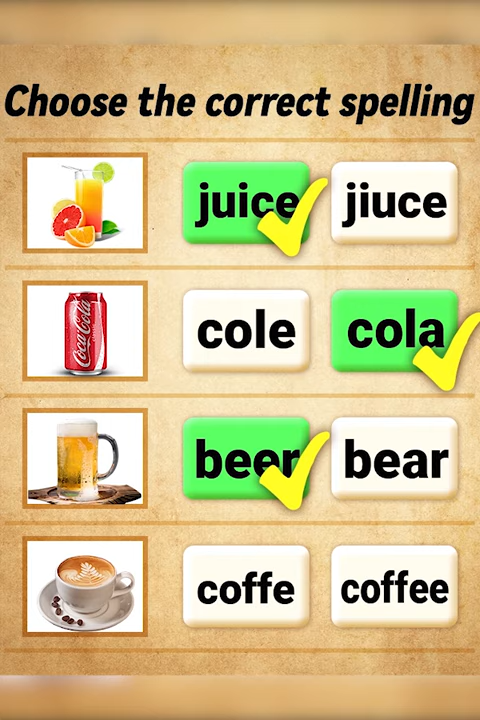 Choose the correct spelling
juice jiuce
Coca-Cola
cole cola
beer bear
coffe coffee